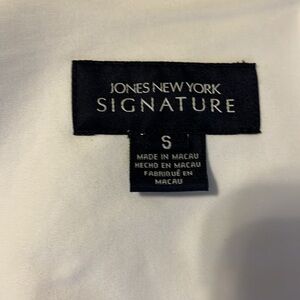 JONES NEW YORK
SIGNATURE
S
MADE IN MACAU
HECHO EN MACAU
FABRIQUÉ EN
MACAU